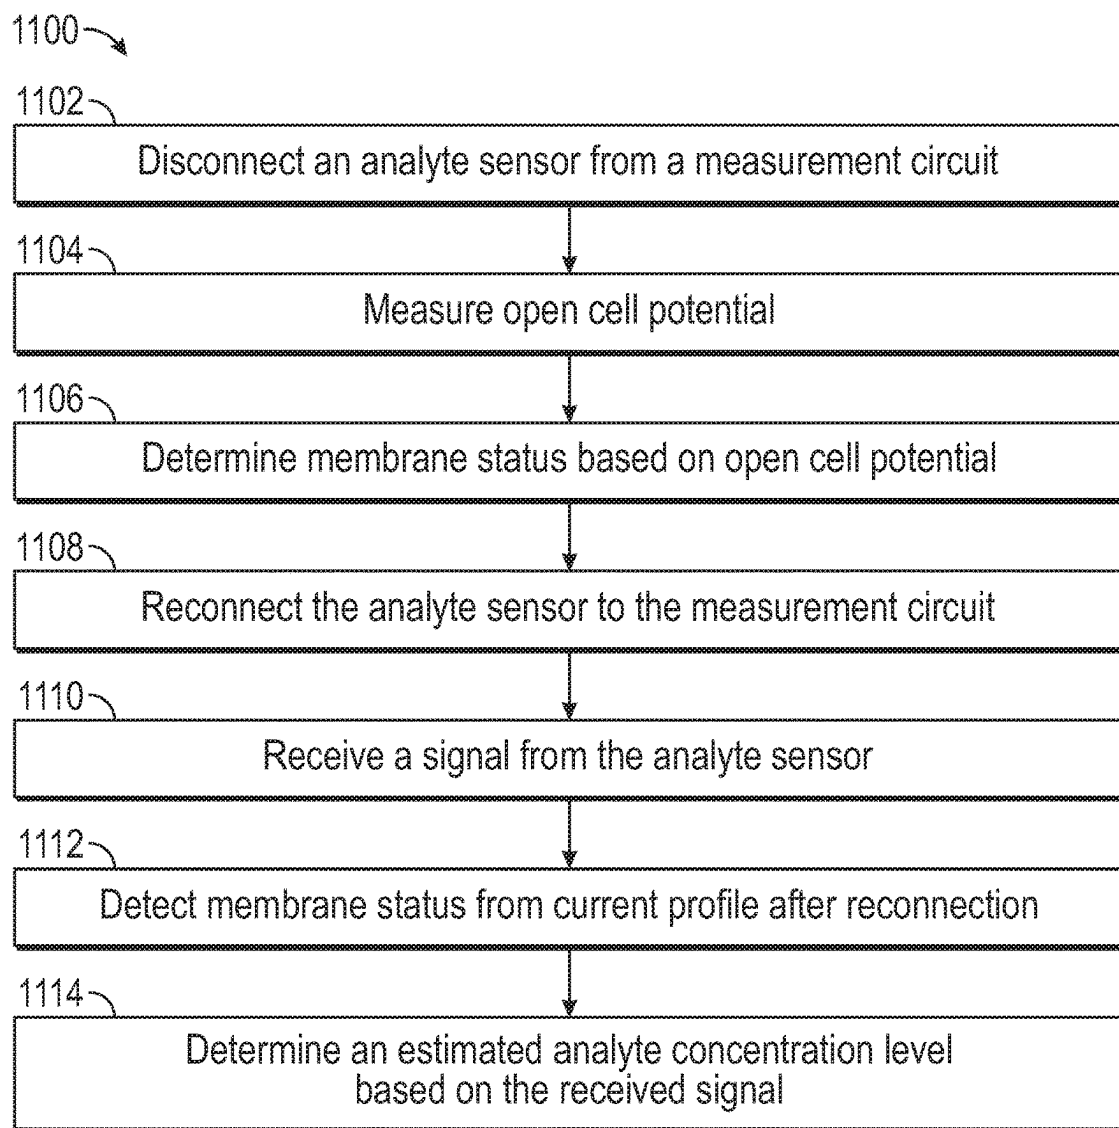 1100
1102
Disconnect an analyte sensor from a measurement circuit
1104
Measure open cell potential
1106
Determine membrane status based on open cell potential
1108
Reconnect the analyte sensor to the measurement circuit
1110
Receive a signal from the analyte sensor
1112
Detect membrane status from current profile after reconnection
1114
Determine an estimated analyte concentration level
based on the received signal